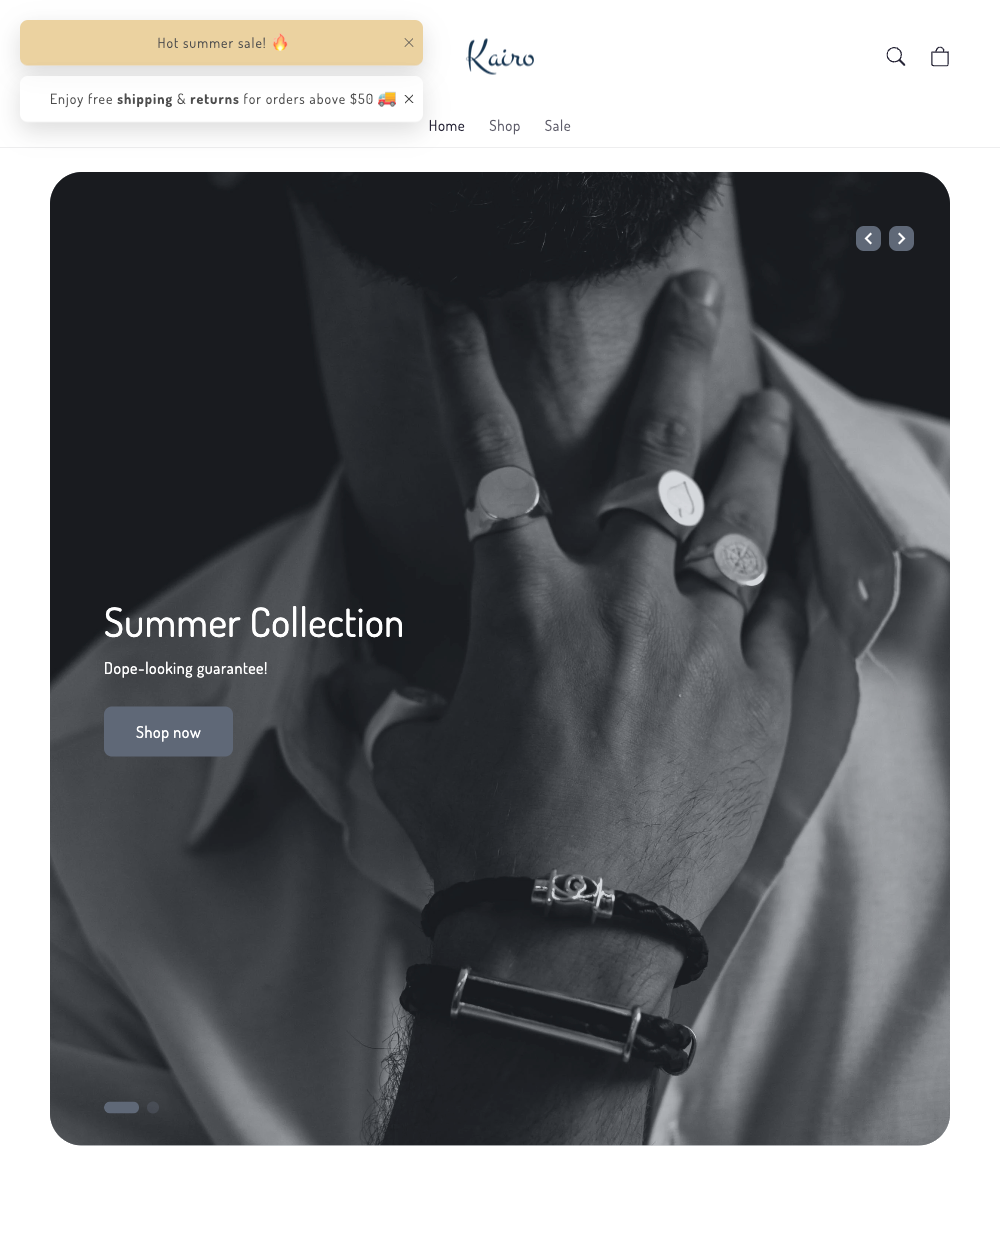 Hot summer sale! 🔥
Enjoy free shipping & returns for orders above $50 🚚
Kairo
Home Shop Sale
J
Summer Collection
Dope-looking guarantee!
Shop now